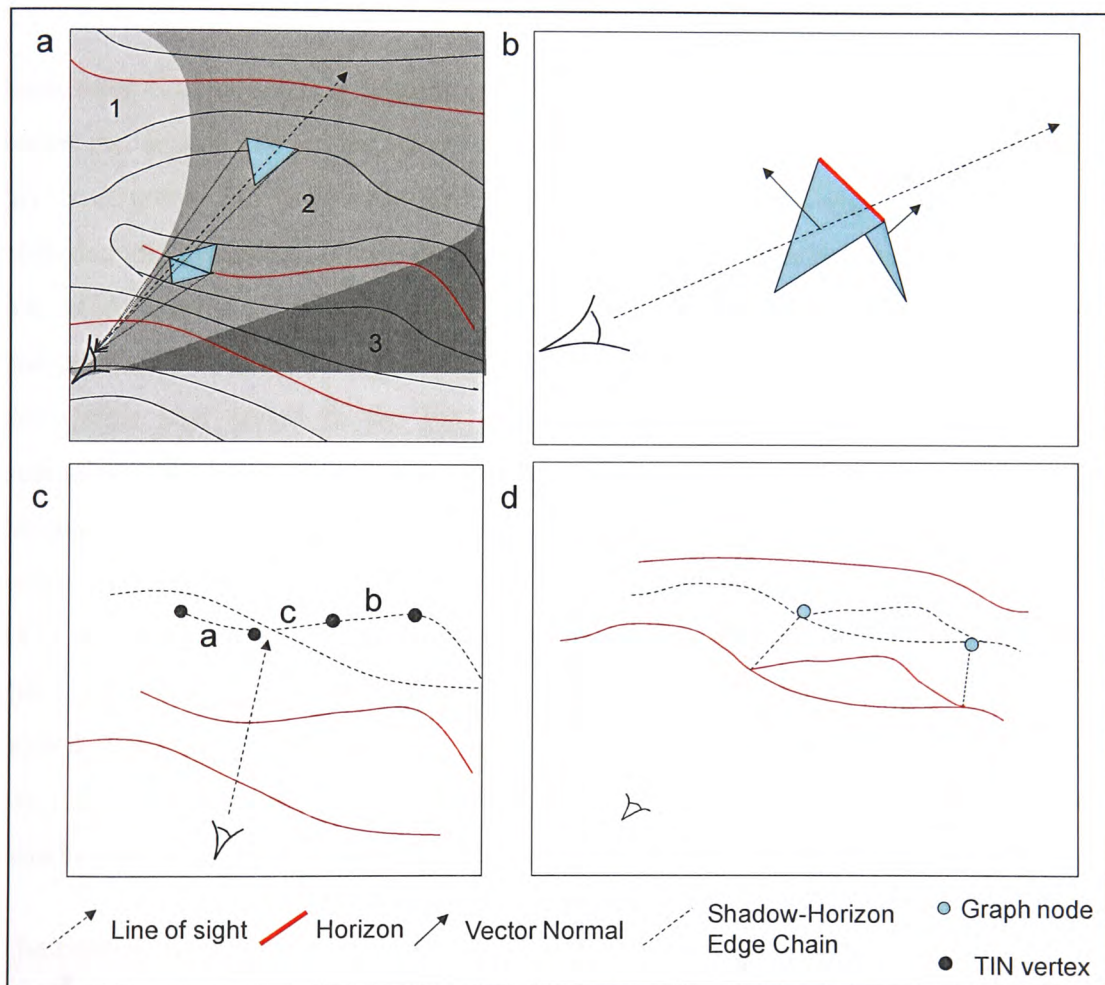 a
b
1
2
3
c
d
c
b
a
Line of sight
Horizon
Vector Normal
Shadow-Horizon
Edge Chain
Graph node
TIN vertex